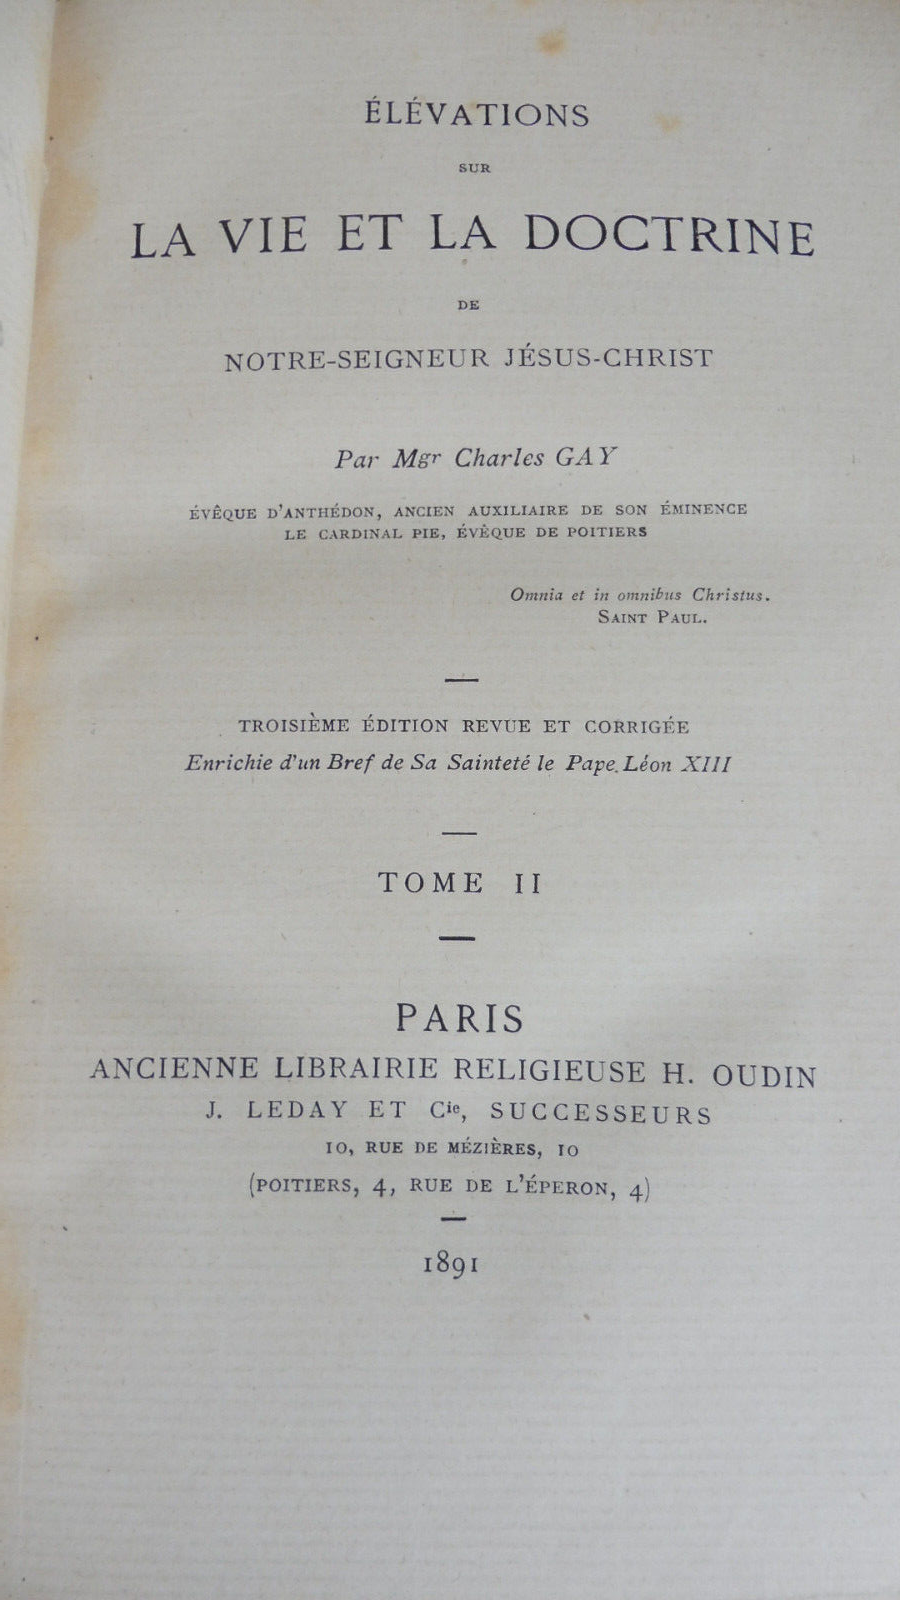 ÉLÉVATIONS
SUR
LA VIE ET LA DOCTRINE
DE
NOTRE-SEIGNEUR JÉSUS-CHRIST
Par Mgr Charles GAY
ÉVÊQUE D'ANTHÉDON, ANCIEN AUXILIAIRE DE SON ÉMINENCE
LE CARDINAL PIE, ÉVÊQUE DE POITIERS
Omnia et in omnibus Christus.
SAINT PAUL.
TROISIÈME ÉDITION REVUE ET CORRIGÉE
Enrichie d'un Bref de Sa Sainteté le Pape Léon XIII
TOME II
PARIS
ANCIENNE LIBRAIRIE RELIGIEUSE H. OUDIN
J. LEDAY ET Cie, SUCCESSEURS
10, RUE DE MÉZIÈRES, 10
(POITIERS, 4, RUE DE L'ÉPERON, 4)
1891